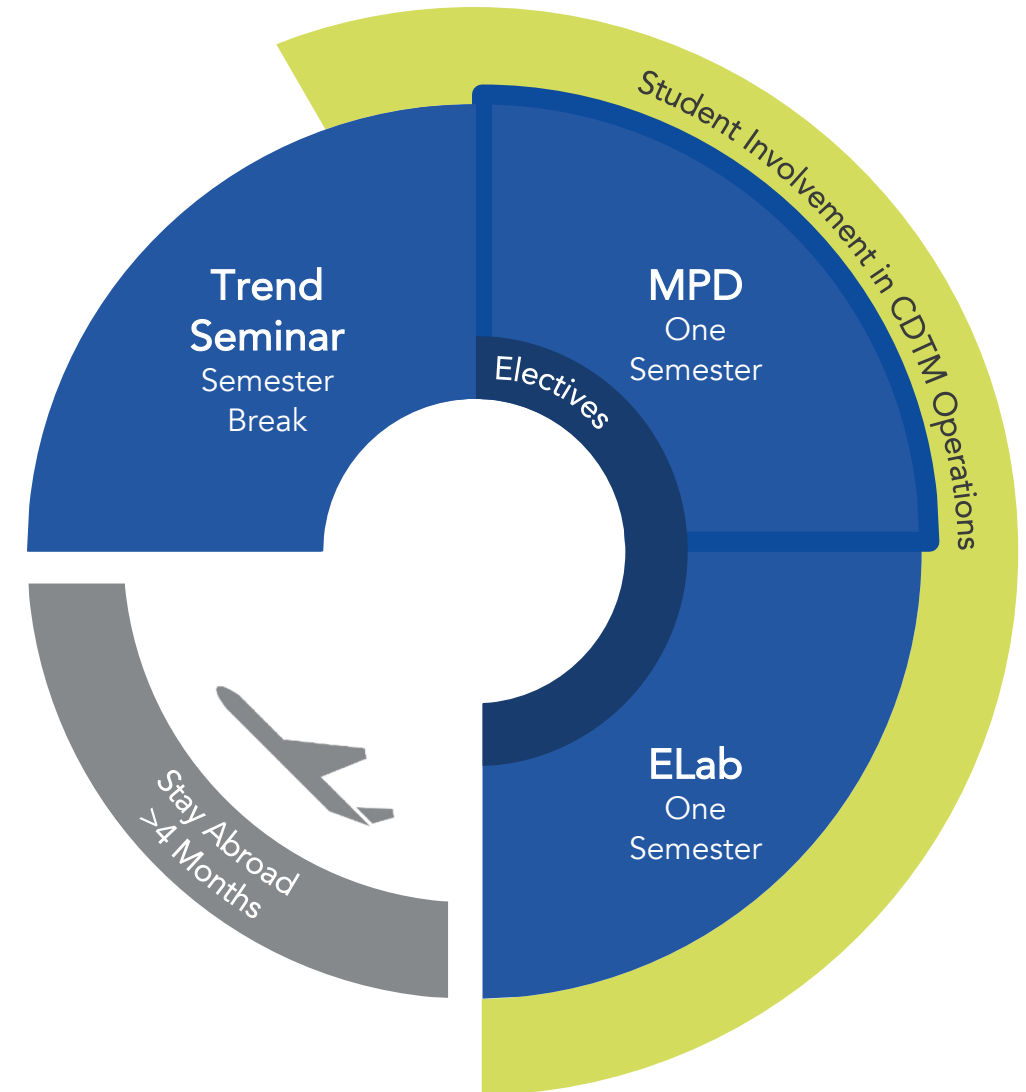 Trend
Seminar
Semester
Break
MPD
One
Semester
Student Involvement in CDTM Operations
Electives
ELab
One
Semester
Stay Abroad
>4 Months